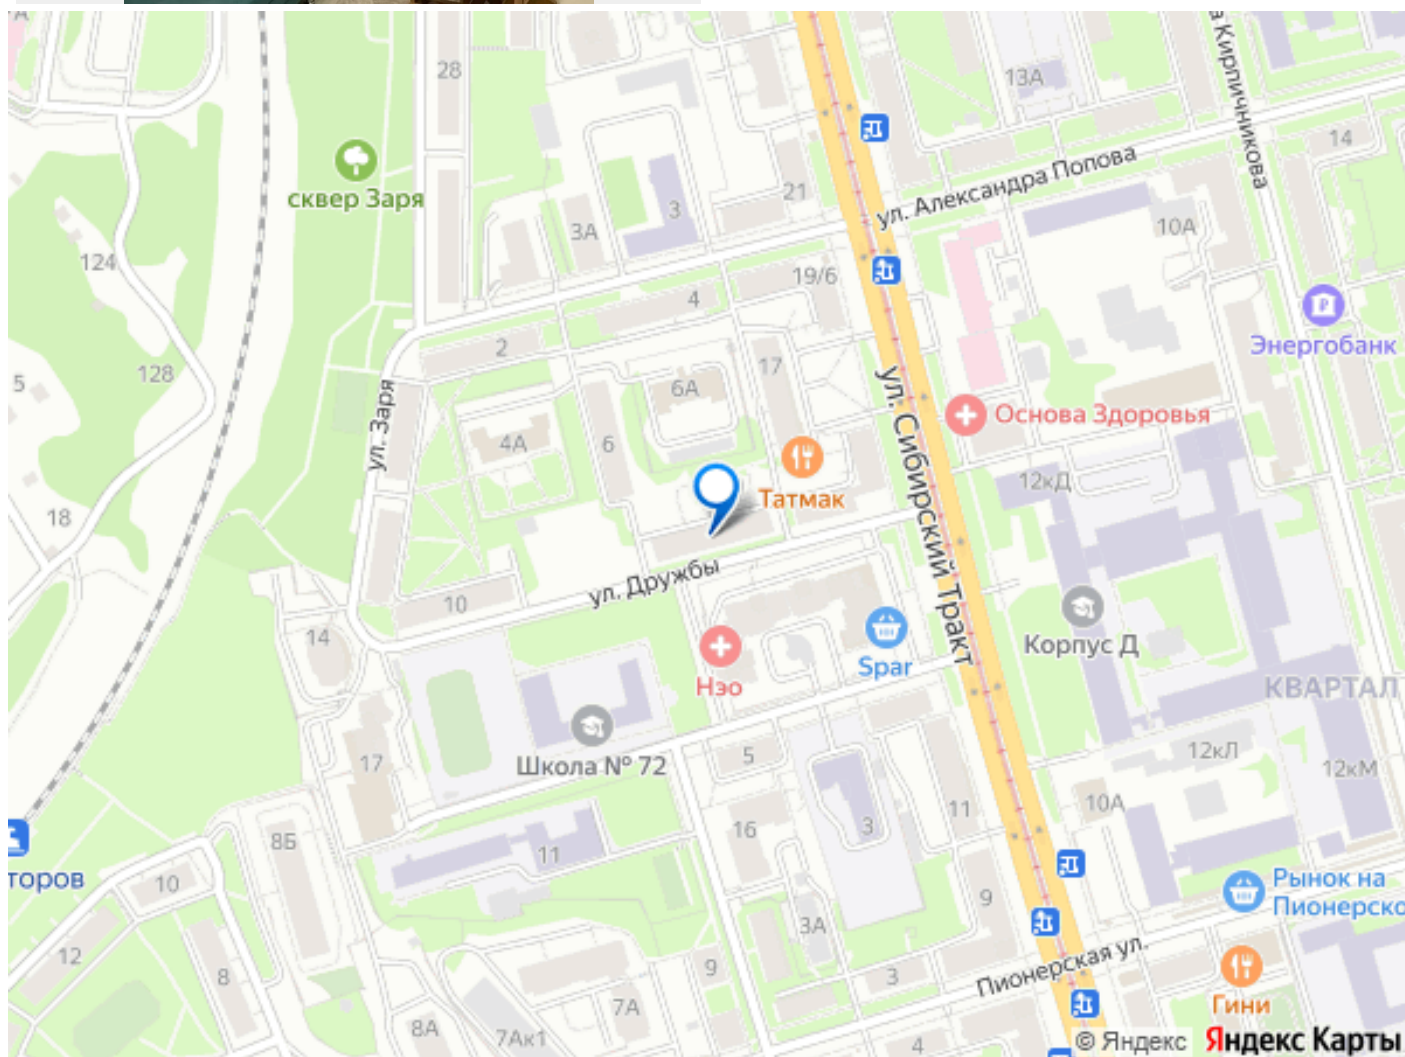 28
13А
а Кирпичникова
14
ул. Александра Попова
сквер Заря
21
3
3А
10А
124
19/6
4
Энергобанк
2
128
5
17
6А
ул. Заря
ул. Сибирский Тракт
Основа Здоровья
4А
6
12кД
Татмак
18
ул. Дружбы
10
14
Корпус Д
Spar
Нэо
КВАРТАЛ
Школа № 72
17
5
12кЛ
12кМ
10А
11
16
3
8Б
11
торов
10
Рынок на
Пионерско
9
3А
12
8
9
3
Пионерская ул.
Гини
7А
8А
7Ак1
4
© Яндекс
Яндекс Карты